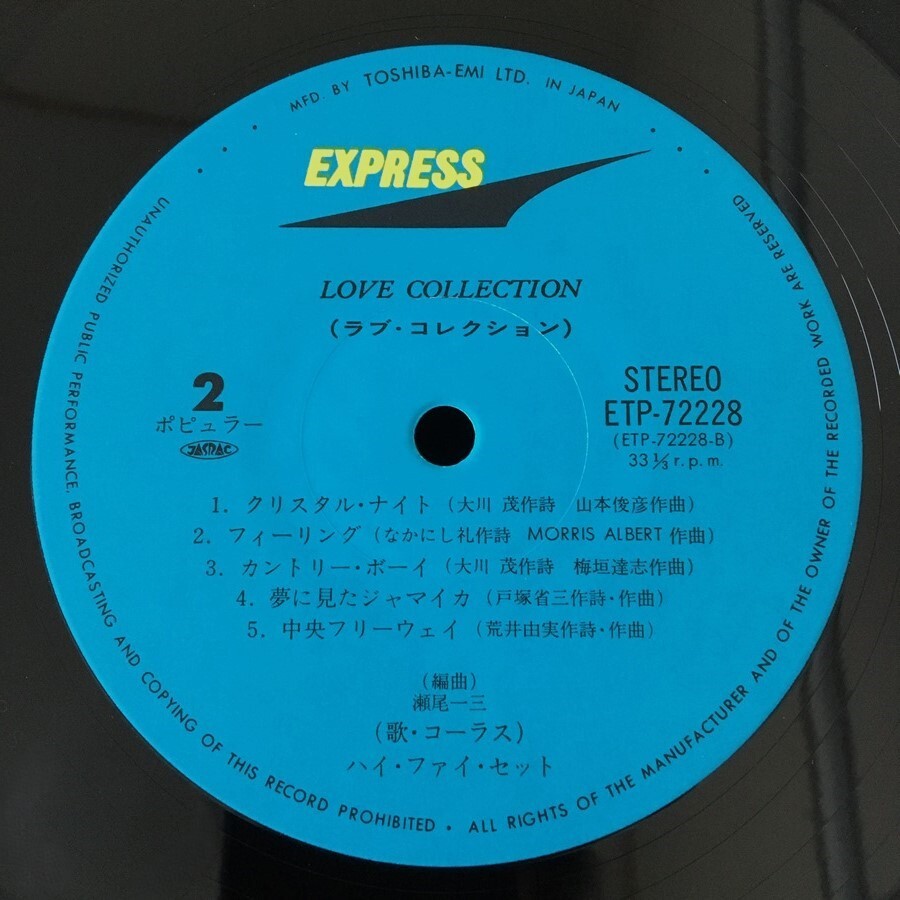 MFD. BY TOSHIBA-EMI LTD. IN JAPAN
EXPRESS
LOVE COLLECTION
(ラブ・コレクション)
2
ポピュラー
JASRAC
STEREO
ETP-72228
(ETP-72228-B)
33⅓ r.p.m.
1. クリスタル・ナイト (大川 茂作詩 山本俊彦作曲)
2. フィーリング (なかにし礼作詩 MORRIS ALBERT 作曲)
3. カントリー・ボーイ (大川 茂作詩 梅垣達志作曲)
4. 夢に見たジャマイカ (戸塚省三作詩・作曲)
5. 中央フリーウェイ (荒井由実作詩・作曲)
(編曲)
瀬尾一三
(歌・コーラス)
ハイ・ファイ・セット
UNAUTHORIZED PUBLIC PERFORMANCE, BROADCASTING AND COPYING OF THIS RECORD PROHIBITED • ALL RIGHTS OF THE MANUFACTURER AND OF THE OWNER OF THE RECORDED WORK ARE RESERVED